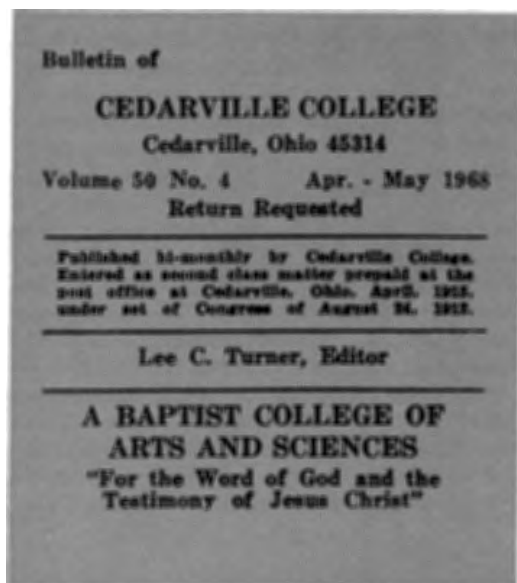 Bulletin of
CEDARVILLE COLLEGE
Cedarville, Ohio 45314
Volume 50 No. 4 Apr. - May 1968
Return Requested
Published bi-monthly by Cedarville College.
Entered as second class matter prepaid at the
post office at Cedarville, Ohio, April, 1915,
under act of Congress of August 24, 1912.
Lee C. Turner, Editor
A BAPTIST COLLEGE OF
ARTS AND SCIENCES
"For the Word of God and the
Testimony of Jesus Christ"